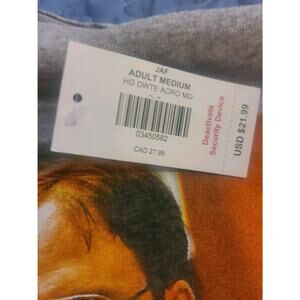 JAF
ADULT MEDIUM
HG DWTE ACRO MD
03450582
CAD 27.99
Deactivate
Security Device
USD $21.99